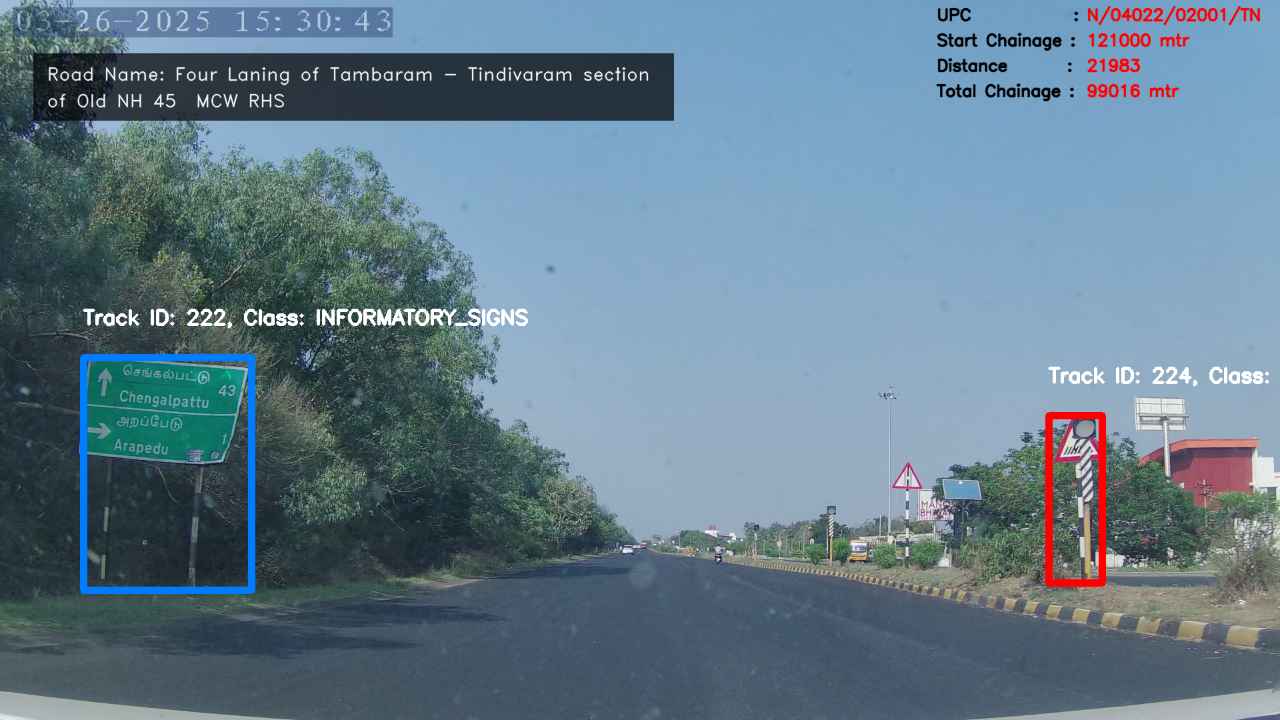 03-26-2025 15:30:43
UPC : N/04022/02001/TN
Start Chainage : 121000 mtr
Distance : 21983
Total Chainage : 99016 mtr
Road Name: Four Laning of Tambaram - Tindivaram section
of Old NH 45 MCW RHS
Track ID: 222, Class: INFORMATORY_SIGNS
செங்கல்பட்டு
43
Chengalpattu
அறப்பேடு
Arapedu
1
Track ID: 224, Class: